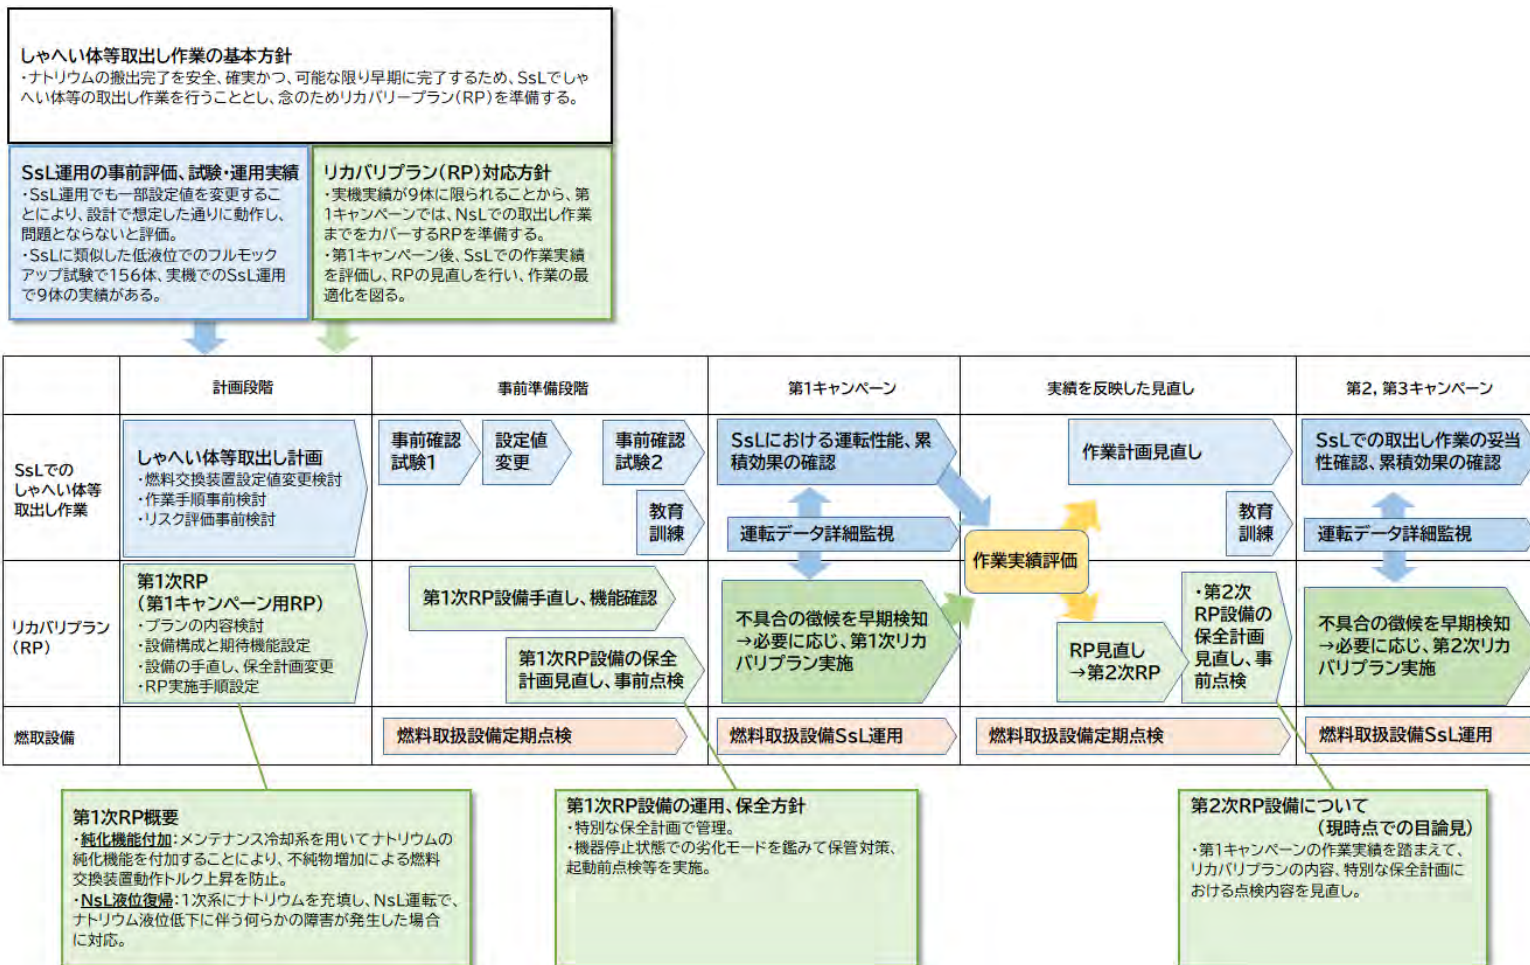 しゃへい体等取出し作業の基本方針
・ナトリウムの搬出完了を安全、確実かつ、可能な限り早期に完了するため、SsLでしゃ
へい体等の取出し作業を行うこととし、念のためリカバリープラン(RP)を準備する。
SsL運用の事前評価、試験・運用実績
・SsL運用でも一部設定値を変更するこ
とにより、設計で想定した通りに動作し、
問題とならないと評価。
・SsLに類似した低液位でのフルモック
アップ試験で156体、実機でのSsL運用
で9体の実績がある。
リカバリプラン(RP)対応方針
・実機実績が9体に限られることから、第
1キャンペーンでは、NsLでの取出し作業
までをカバーするRPを準備する。
・第1キャンペーン後、SsLでの作業実績
を評価し、RPの見直しを行い、作業の最
適化を図る。
計画段階
事前準備段階
第1キャンペーン
実績を反映した見直し
第2，第3キャンペーン
SsLでの
しゃへい体等
取出し作業
しゃへい体等取出し計画
・燃料交換装置設定値変更検討
・作業手順事前検討
・リスク評価事前検討
事前確認
試験1
設定値
変更
事前確認
試験2
教育
訓練
SsLにおける運転性能、累
積効果の確認
運転データ詳細監視
作業実績評価
作業計画見直し
教育
訓練
SsLでの取出し作業の妥当
性確認、累積効果の確認
運転データ詳細監視
リカバリプラン
(RP)
第1次RP
(第1キャンペーン用RP)
・プランの内容検討
・設備構成と期待機能設定
・設備の手直し、保全計画変更
・RP実施手順設定
第1次RP設備手直し、機能確認
第1次RP設備の保全
計画見直し、事前点検
不具合の徴候を早期検知
→必要に応じ、第1次リカ
バリプラン実施
RP見直し
→第2次RP
・第2次
RP設備の
保全計画
見直し、事
前点検
不具合の徴候を早期検知
→必要に応じ、第2次リカ
バリプラン実施
燃取設備
燃料取扱設備定期点検
燃料取扱設備SsL運用
燃料取扱設備定期点検
燃料取扱設備SsL運用
第1次RP概要
・純化機能付加：メンテナンス冷却系を用いてナトリウムの
純化機能を付加することにより、不純物増加による燃料
交換装置動作トルク上昇を防止。
・NsL液位復帰：1次系にナトリウムを充填し、NsL運転で、
ナトリウム液位低下に伴う何らかの障害が発生した場合
に対応。
第1次RP設備の運用、保全方針
・特別な保全計画で管理。
・機器停止状態での劣化モードを鑑みて保管対策、
起動前点検等を実施。
第2次RP設備について
(現時点での目論見)
・第1キャンペーンの作業実績を踏まえて、
リカバリプランの内容、特別な保全計画に
おける点検内容を見直し。